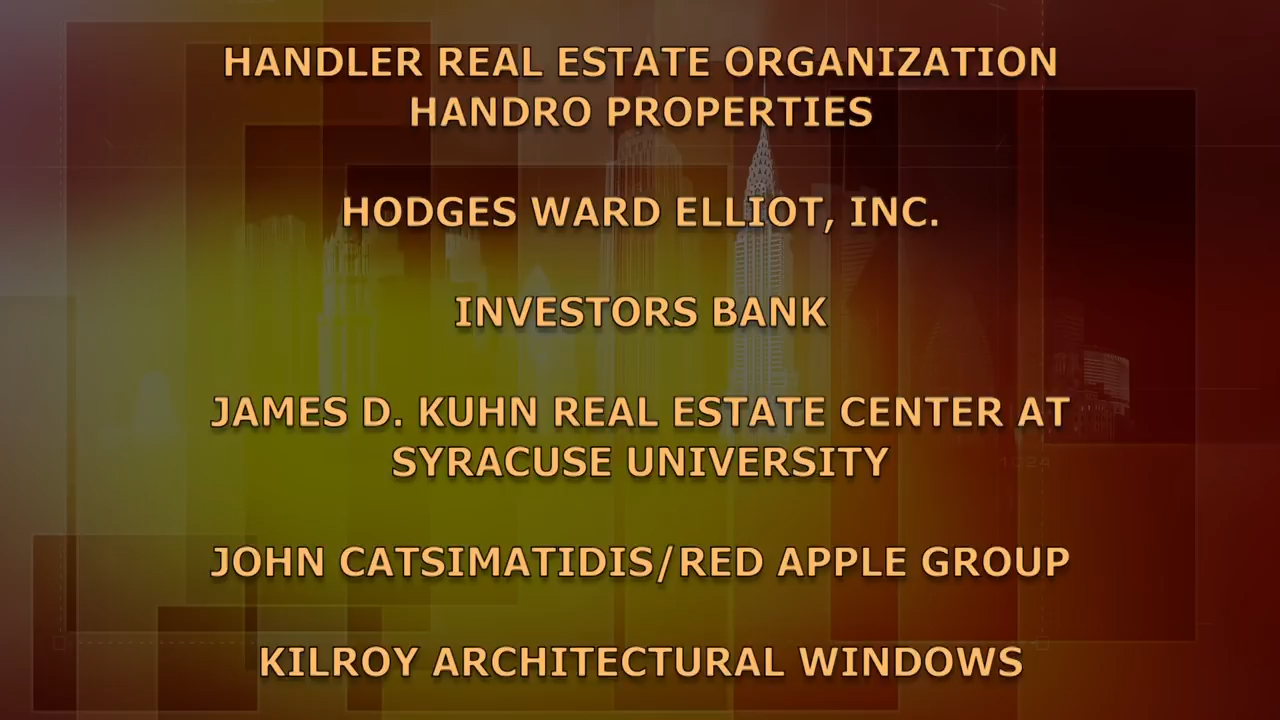 HANDLER REAL ESTATE ORGANIZATION
HANDRO PROPERTIES
HODGES WARD ELLIOT, INC.
INVESTORS BANK
JAMES D. KUHN REAL ESTATE CENTER AT
SYRACUSE UNIVERSITY
1024
JOHN CATSIMATIDIS/RED APPLE GROUP
KILROY ARCHITECTURAL WINDOWS